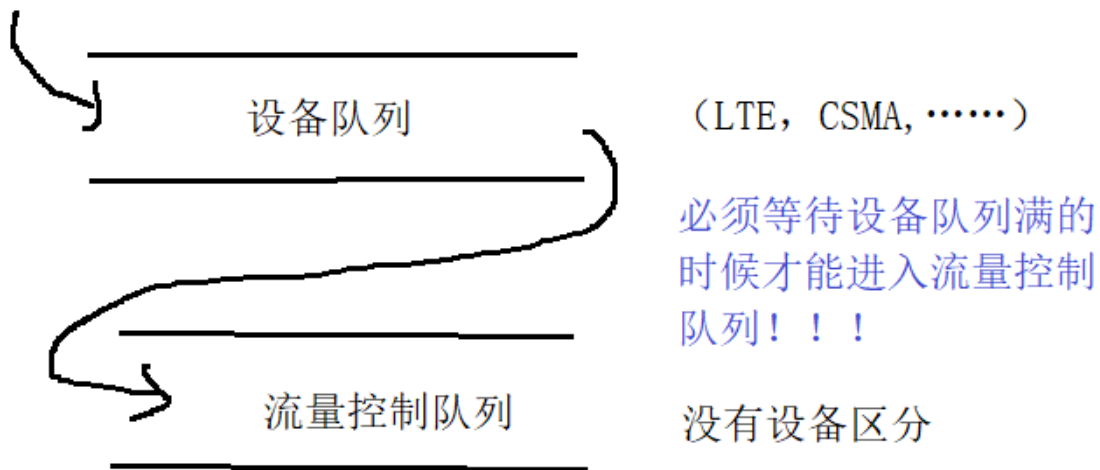 设备队列
（LTE，CSMA,……）
必须等待设备队列满的
时候才能进入流量控制
队列！！！
流量控制队列
没有设备区分